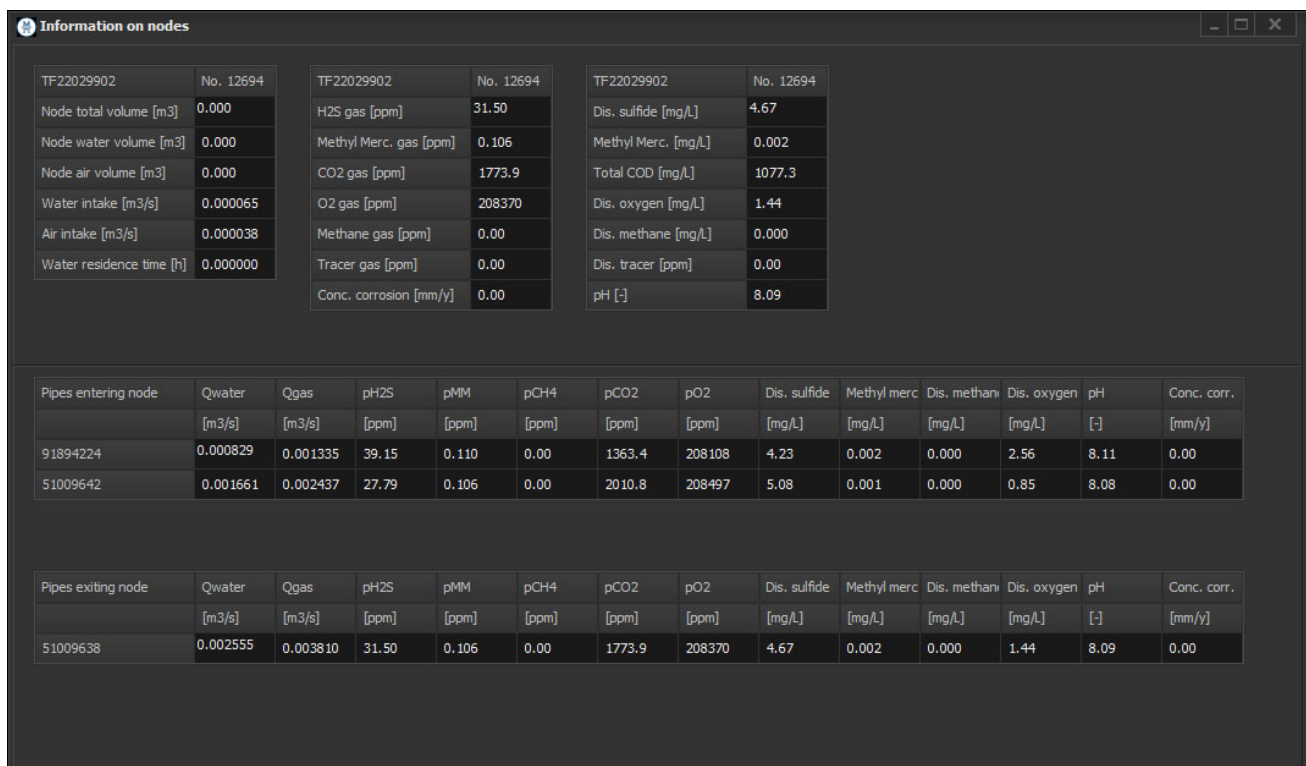 Information on nodes
TF22029902 No. 12694
Node total volume [m3] 0.000
Node water volume [m3] 0.000
Node air volume [m3] 0.000
Water intake [m3/s] 0.000065
Air intake [m3/s] 0.000038
Water residence time [h] 0.000000
TF22029902 No. 12694
H2S gas [ppm] 31.50
Methyl Merc. gas [ppm] 0.106
CO2 gas [ppm] 1773.9
O2 gas [ppm] 208370
Methane gas [ppm] 0.00
Tracer gas [ppm] 0.00
Conc. corrosion [mm/y] 0.00
TF22029902 No. 12694
Dis. sulfide [mg/L] 4.67
Methyl Merc. [mg/L] 0.002
Total COD [mg/L] 1077.3
Dis. oxygen [mg/L] 1.44
Dis. methane [mg/L] 0.000
Dis. tracer [ppm] 0.00
pH [-] 8.09
Pipes entering node Qwater Qgas pH2S pMM pCH4 pCO2 pO2 Dis. sulfide Methyl merc Dis. methan Dis. oxygen pH Conc. corr.
[m3/s] [m3/s] [ppm] [ppm] [ppm] [ppm] [ppm] [mg/L] [mg/L] [mg/L] [mg/L] [-] [mm/y]
91894224 0.000829 0.001335 39.15 0.110 0.00 1363.4 208108 4.23 0.002 0.000 2.56 8.11 0.00
51009642 0.001661 0.002437 27.79 0.106 0.00 2010.8 208497 5.08 0.001 0.000 0.85 8.08 0.00
Pipes exiting node Qwater Qgas pH2S pMM pCH4 pCO2 pO2 Dis. sulfide Methyl merc Dis. methan Dis. oxygen pH Conc. corr.
[m3/s] [m3/s] [ppm] [ppm] [ppm] [ppm] [ppm] [mg/L] [mg/L] [mg/L] [mg/L] [-] [mm/y]
51009638 0.002555 0.003810 31.50 0.106 0.00 1773.9 208370 4.67 0.002 0.000 1.44 8.09 0.00